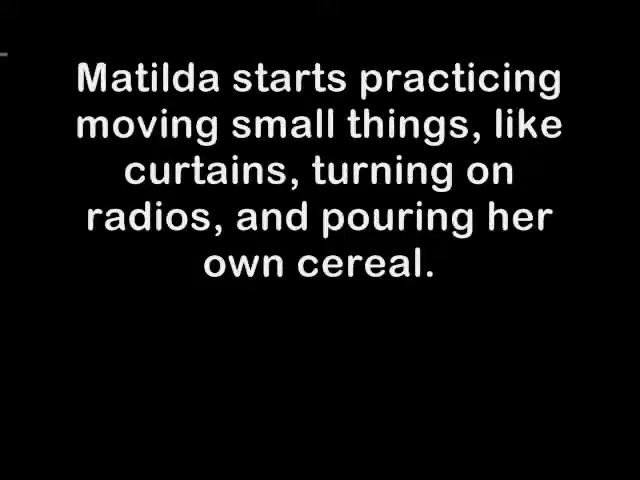 Matilda starts practicing
moving small things, like
curtains, turning on
radios, and pouring her
own cereal.